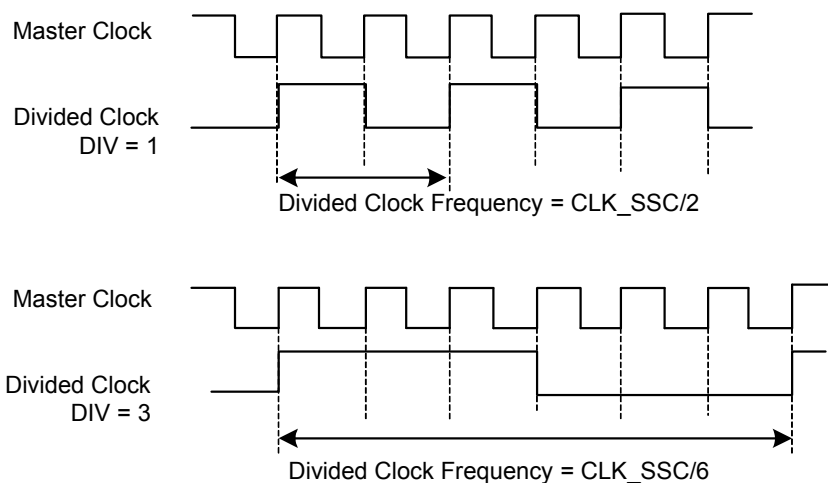 Master Clock
Divided Clock
DIV = 1
Divided Clock Frequency = CLK_SSC/2
Master Clock
Divided Clock
DIV = 3
Divided Clock Frequency = CLK_SSC/6